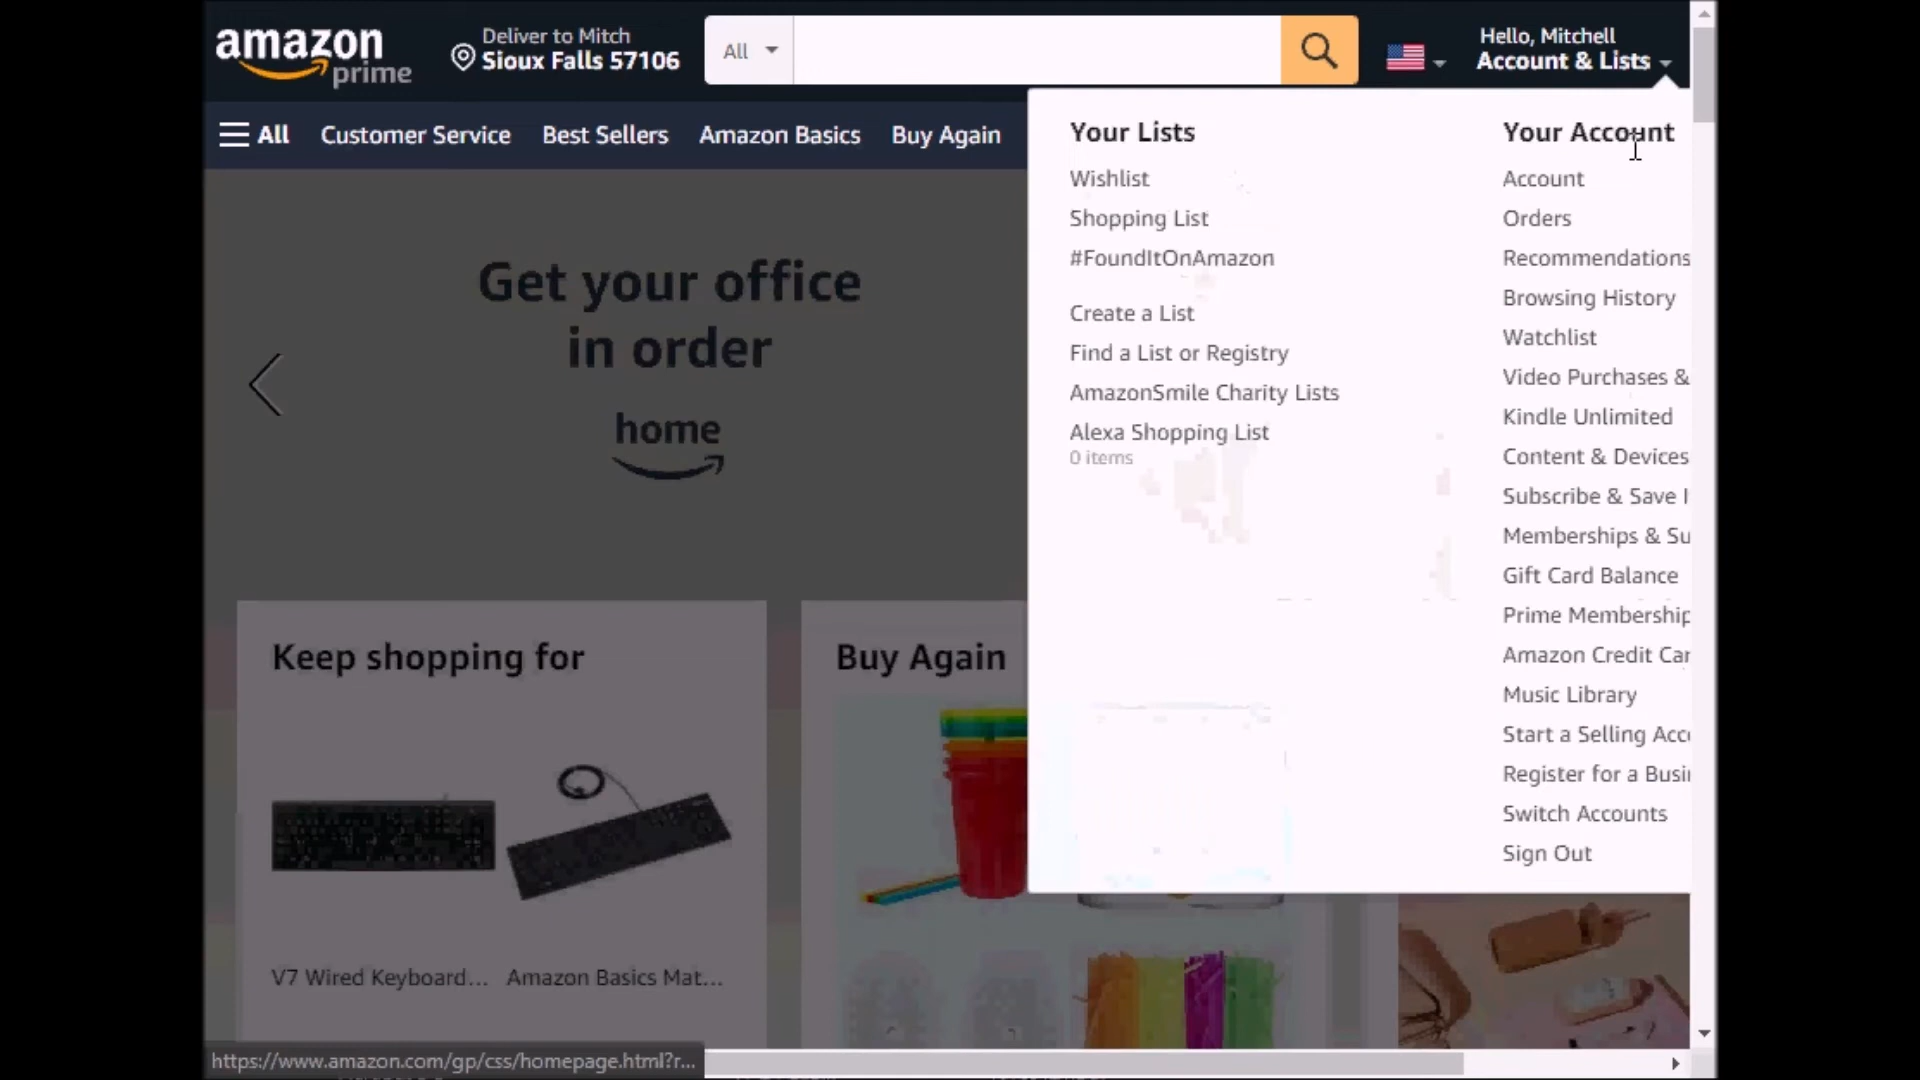 amazon
prime
Deliver to Mitch
Sioux Falls 57106
All
Hello, Mitchell
Account & Lists
All
Customer Service
Best Sellers
Amazon Basics
Buy Again
Get your office
in order
home
Your Lists
Wishlist
Shopping List
#FoundItOnAmazon
Create a List
Find a List or Registry
AmazonSmile Charity Lists
Alexa Shopping List
0 items
Your Account
Account
Orders
Recommendations
Browsing History
Watchlist
Video Purchases &
Kindle Unlimited
Content & Devices
Subscribe & Save I
Memberships & Su
Gift Card Balance
Prime Membership
Amazon Credit Car
Music Library
Start a Selling Acc
Register for a Busi
Switch Accounts
Sign Out
Keep shopping for
V7 Wired Keyboard...
Amazon Basics Mat...
Buy Again
https://www.amazon.com/gp/css/homepage.html?r...